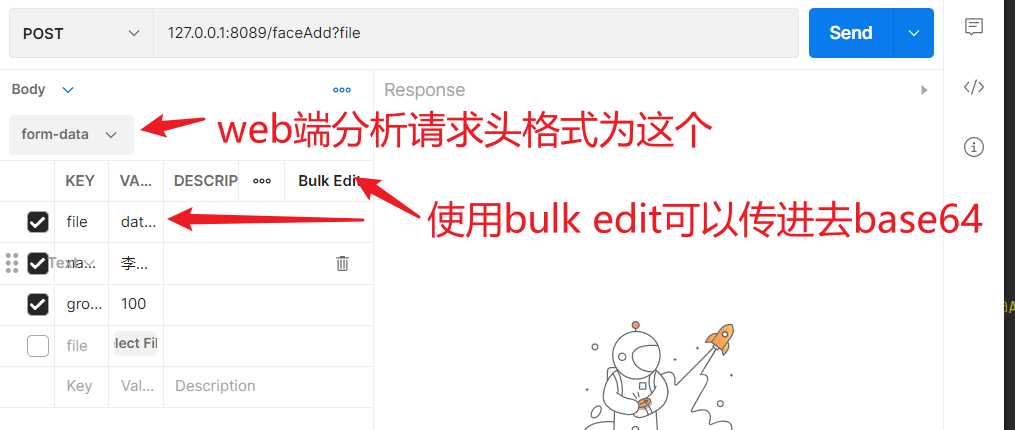 POST
127.0.0.1:8089/faceAdd?file
Send
Body
Response
form-data
web端分析请求头格式为这个
KEY VA... DESCRIP Bulk Edit
使用bulk edit可以传进去base64
file dat...
Text 李...
gro... 100
file lect Fil
Key Val... Description